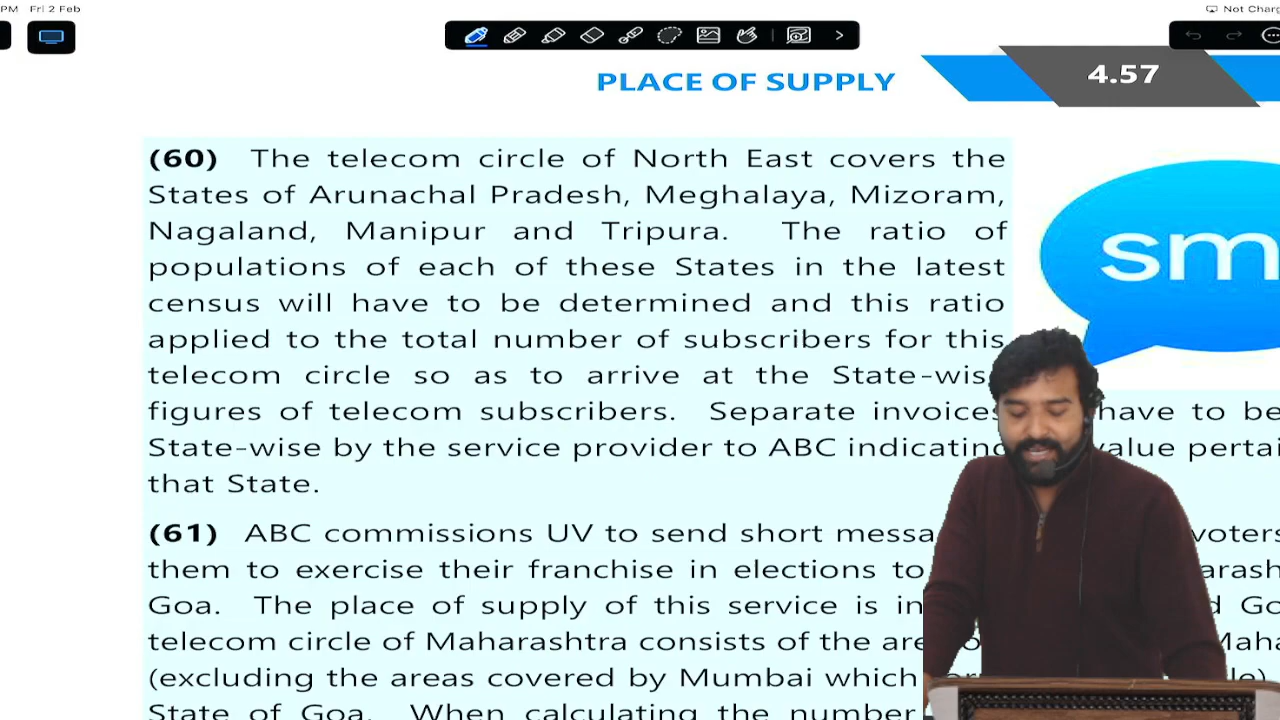 PM Fri 2 Feb
Not Charg
PLACE OF SUPPLY
4.57
(60) The telecom circle of North East covers the
States of Arunachal Pradesh, Meghalaya, Mizoram,
Nagaland, Manipur and Tripura. The ratio of
populations of each of these States in the latest
census will have to be determined and this ratio
applied to the total number of subscribers for this
telecom circle so as to arrive at the State-wis
figures of telecom subscribers. Separate invoices have to be
State-wise by the service provider to ABC indicating value pertai
that State.
sm
(61) ABC commissions UV to send short messa voters
them to exercise their franchise in elections to arash
Goa. The place of supply of this service is in d Go
telecom circle of Maharashtra consists of the are Maha
(excluding the areas covered by Mumbai which le)
State of Goa. When calculating the number